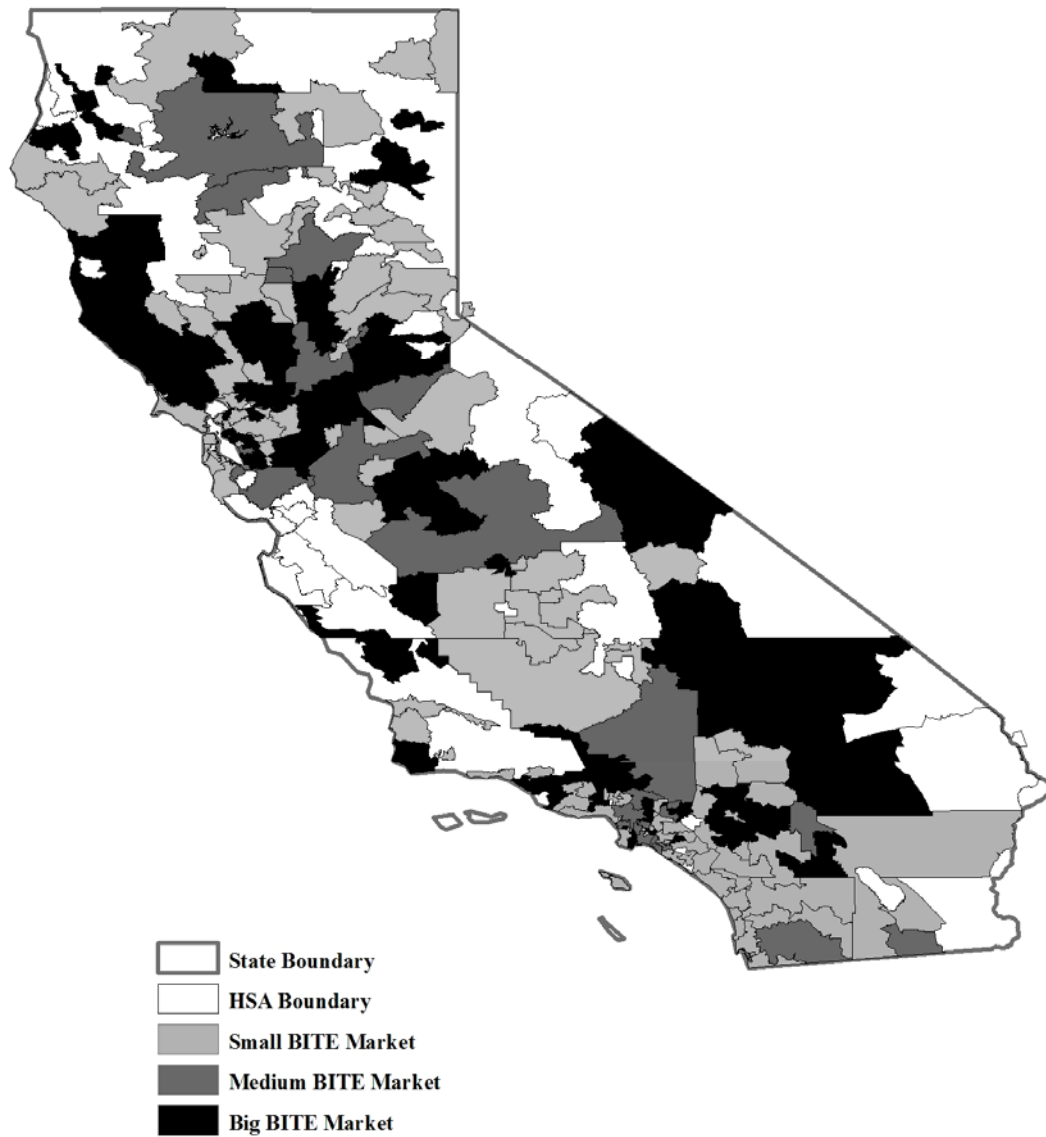 State Boundary
HSA Boundary
Small BITE Market
Medium BITE Market
Big BITE Market